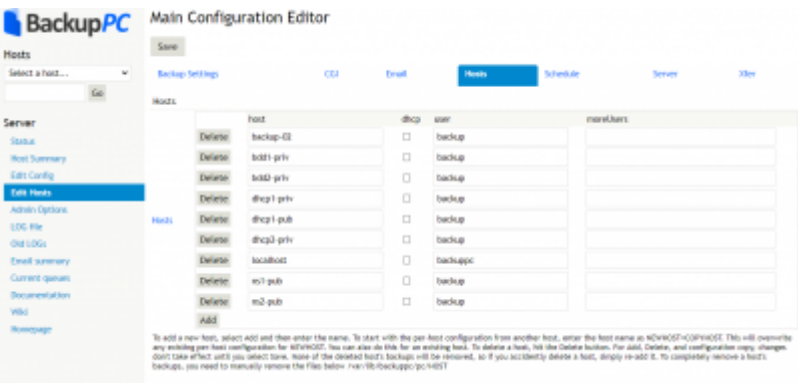 BackupPC
Main Configuration Editor
Save
Hosts
Select a host...
Go
Backup Settings CGI Email Hosts Schedule Server Xfer
Hosts
host dhcp user moreUsers
Server
Status
Host Summary
Edit Config
Edit Hosts
Admin Options
LOG file
Old LOGs
Email summary
Current queues
Documentation
Wiki
Homepage
Hosts
Delete backup-02 backup
Delete bdd1-priv backup
Delete bdd2-priv backup
Delete dhcp1-priv backup
Delete dhcp1-pub backup
Delete dhcp2-priv backup
Delete localhost backuppc
Delete ns1-pub backup
Delete ns2-pub backup
Add
To add a new host, select Add and then enter the name. To start with the per-host configuration from another host, enter the host name as NEWHOST=COPYHOST. This will overwrite
any existing per-host configuration for NEWHOST. You can also do this for an existing host. To delete a host, hit the Delete button. For Add, Delete, and configuration copy, changes
don't take effect until you select Save. None of the deleted host's backups will be removed, so if you accidently delete a host, simply re-add it. To completely remove a host's
backups, you need to manually remove the files below /var/lib/backuppc/pc/HOST